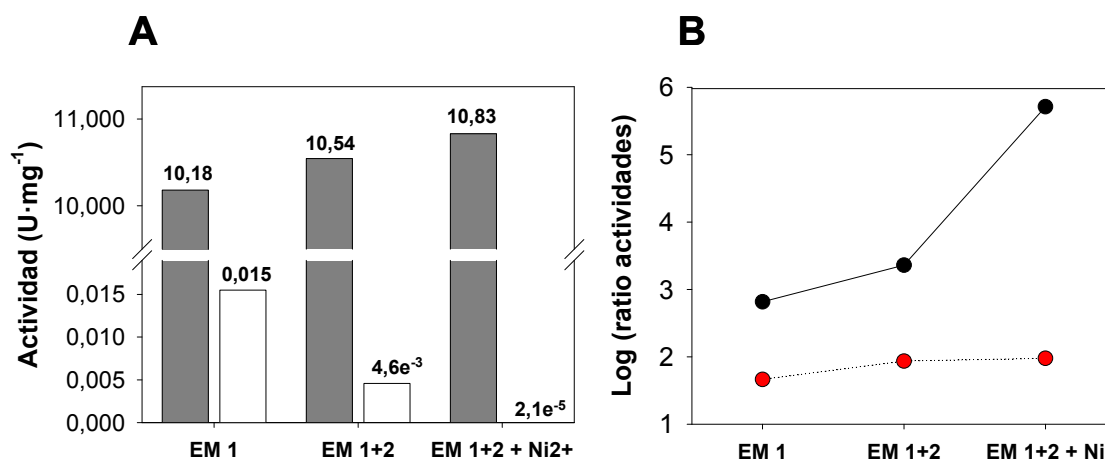 A
Actividad (U·mg-1)
11,000
10,000
0,015
0,010
0,005
0,000
10,18
0,015
10,54
4,6e-3
10,83
2,1e-5
EM 1
EM 1+2
EM 1+2 + Ni2+
B
Log (ratio actividades)
6
5
4
3
2
1
EM 1
EM 1+2
EM 1+2 + Ni